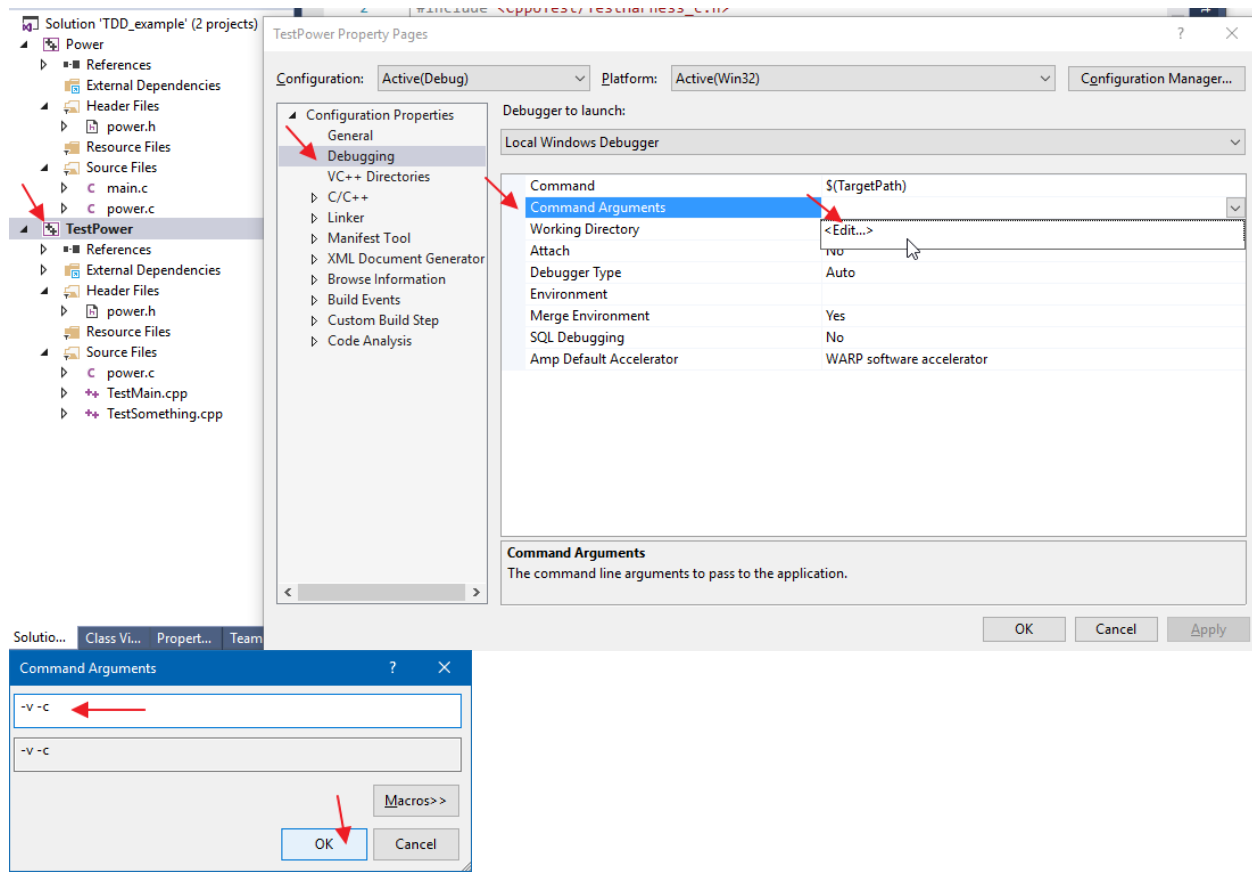 2 #include <CppUTest/TestHarness_c.h>
Solution 'TDD_example' (2 projects)
Power
References
External Dependencies
Header Files
power.h
Resource Files
Source Files
main.c
power.c
TestPower
References
External Dependencies
Header Files
power.h
Resource Files
Source Files
power.c
TestMain.cpp
TestSomething.cpp
Solutio... Class Vi... Propert... Team
TestPower Property Pages ?
Configuration: Active(Debug) Platform: Active(Win32) Configuration Manager...
Configuration Properties
General
Debugging
VC++ Directories
C/C++
Linker
Manifest Tool
XML Document Generator
Browse Information
Build Events
Custom Build Step
Code Analysis
Debugger to launch:
Local Windows Debugger
Command $(TargetPath)
Command Arguments
<Edit...>
Working Directory
Attach No
Debugger Type Auto
Environment
Merge Environment Yes
SQL Debugging No
Amp Default Accelerator WARP software accelerator
Command Arguments
The command line arguments to pass to the application.
OK Cancel Apply
Command Arguments ?
-v -c
-v -c
Macros>>
OK Cancel